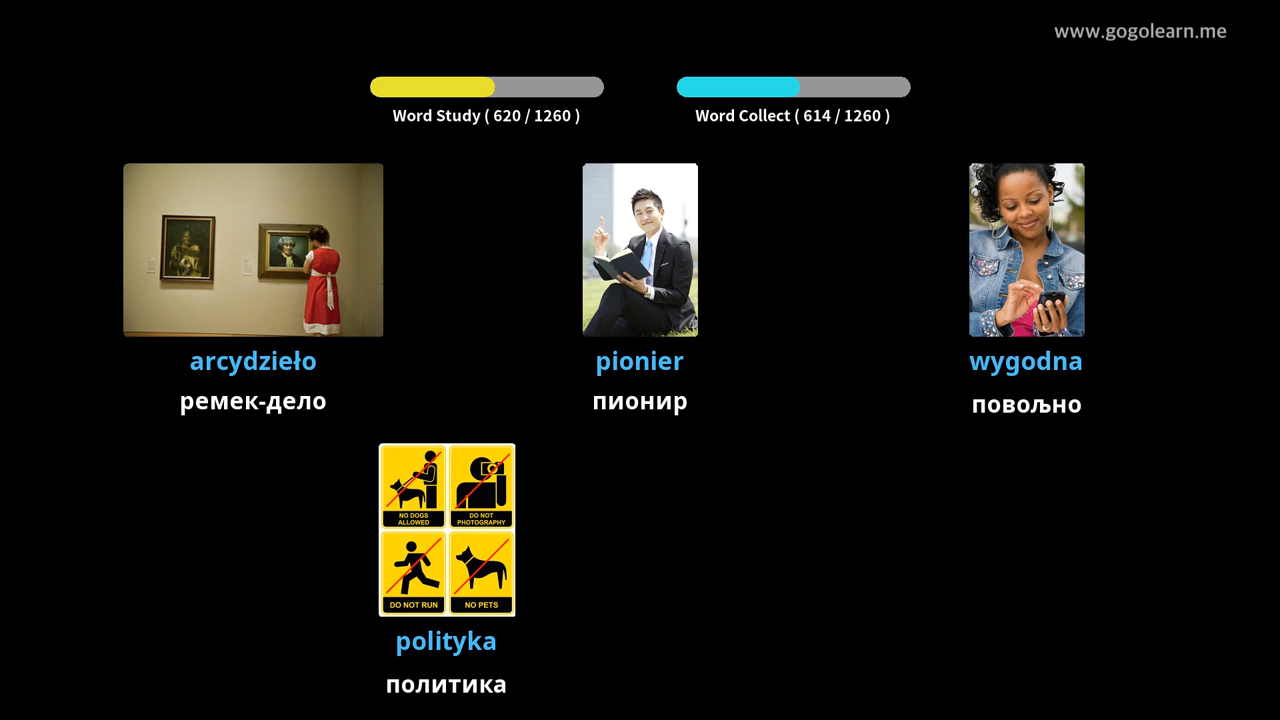 www.gogolearn.me
Word Study ( 620 / 1260 )
Word Collect ( 614 / 1260 )
arcydzieło
ремек-дело
pionier
пионир
wygodna
повољно
NO DOGS
ALLOWED
DO NOT
PHOTOGRAPHY
DO NOT RUN
NO PETS
polityka
политика